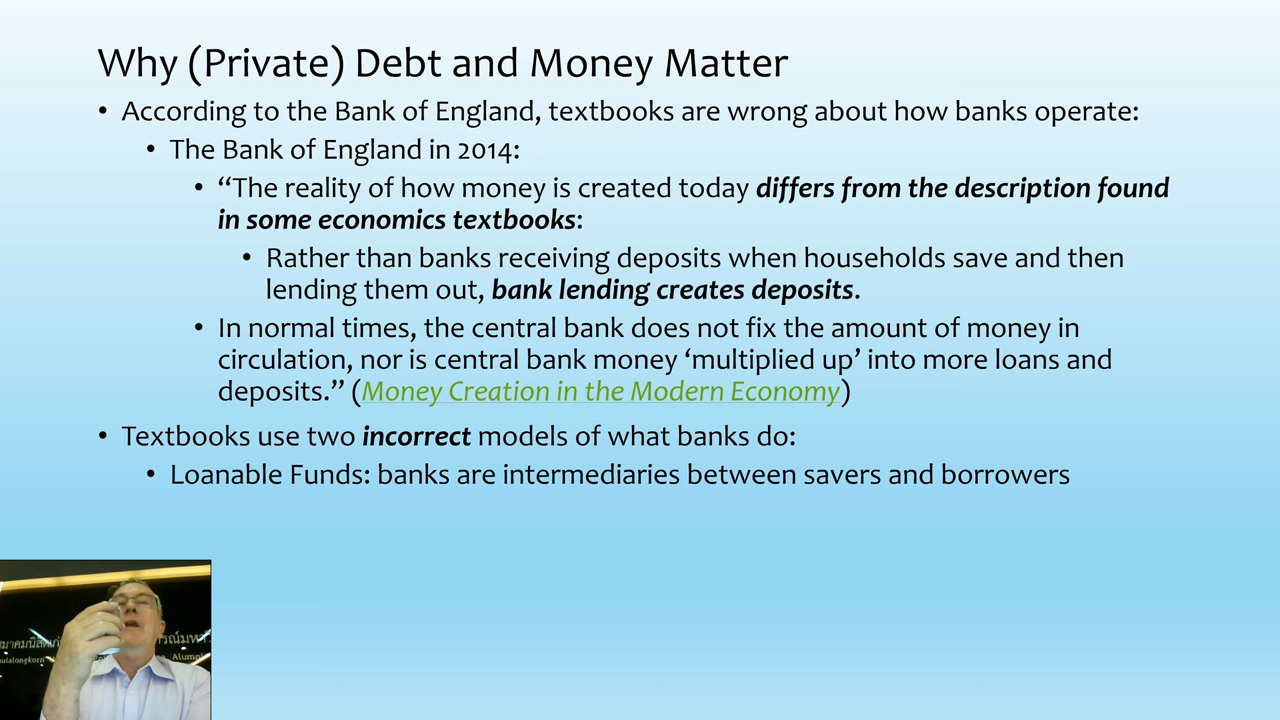 Why (Private) Debt and Money Matter
• According to the Bank of England, textbooks are wrong about how banks operate:
• The Bank of England in 2014:
• “The reality of how money is created today differs from the description found
in some economics textbooks:
• Rather than banks receiving deposits when households save and then
lending them out, bank lending creates deposits.
• In normal times, the central bank does not fix the amount of money in
circulation, nor is central bank money ‘multiplied up’ into more loans and
deposits.” (Money Creation in the Modern Economy)
• Textbooks use two incorrect models of what banks do:
• Loanable Funds: banks are intermediaries between savers and borrowers